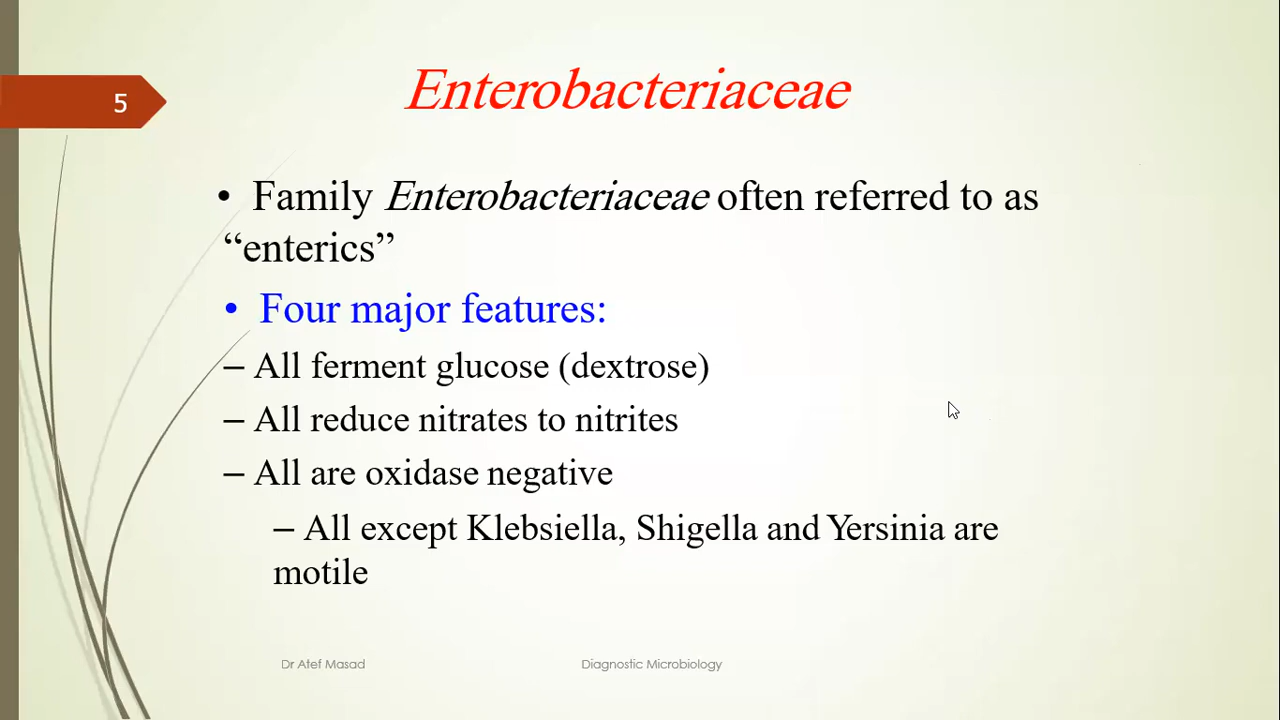 5
Enterobacteriaceae
• Family Enterobacteriaceae often referred to as
“enterics”
• Four major features:
– All ferment glucose (dextrose)
– All reduce nitrates to nitrites
– All are oxidase negative
– All except Klebsiella, Shigella and Yersinia are
motile
Dr Atef Masad
Diagnostic Microbiology